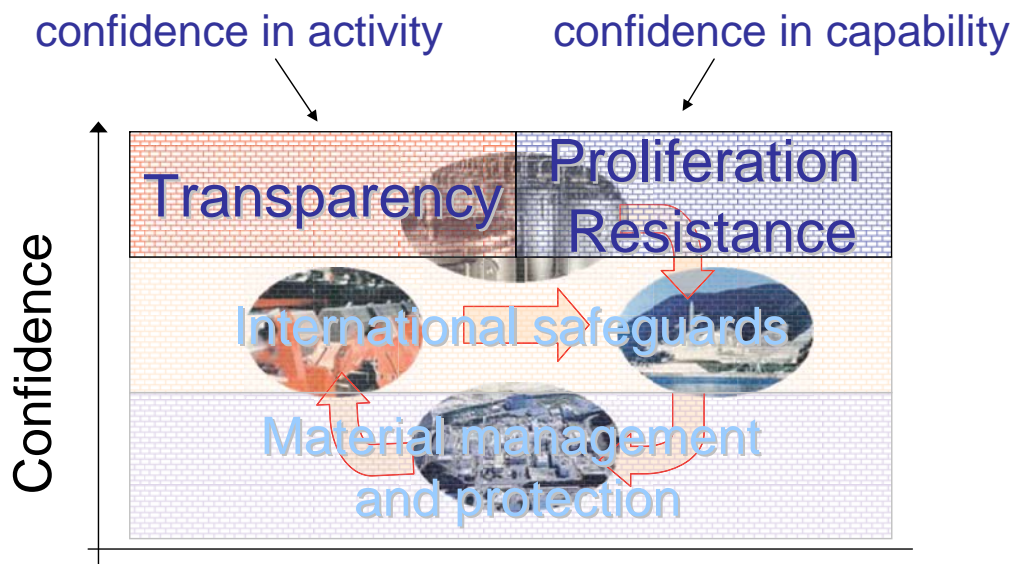 confidence in activity
confidence in capability
Transparency
Proliferation
Resistance
International safeguards
Material management
and protection
Confidence